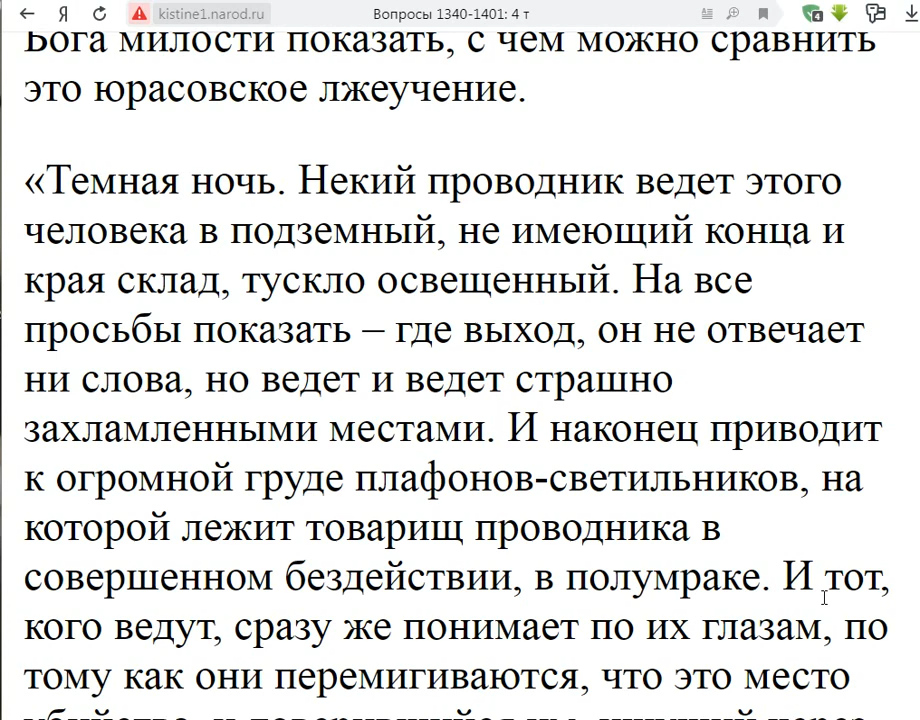 kistine1.narod.ru
Вопросы 1340-1401: 4 т
4
Бога милости показать, с чем можно сравнить
это юрасовское лжеучение.
«Темная ночь. Некий проводник ведет этого
человека в подземный, не имеющий конца и
края склад, тускло освещенный. На все
просьбы показать – где выход, он не отвечает
ни слова, но ведет и ведет страшно
захламленными местами. И наконец приводит
к огромной груде плафонов-светильников, на
которой лежит товарищ проводника в
совершенном бездействии, в полумраке. И тот,
кого ведут, сразу же понимает по их глазам, по
тому как они перемигиваются, что это место